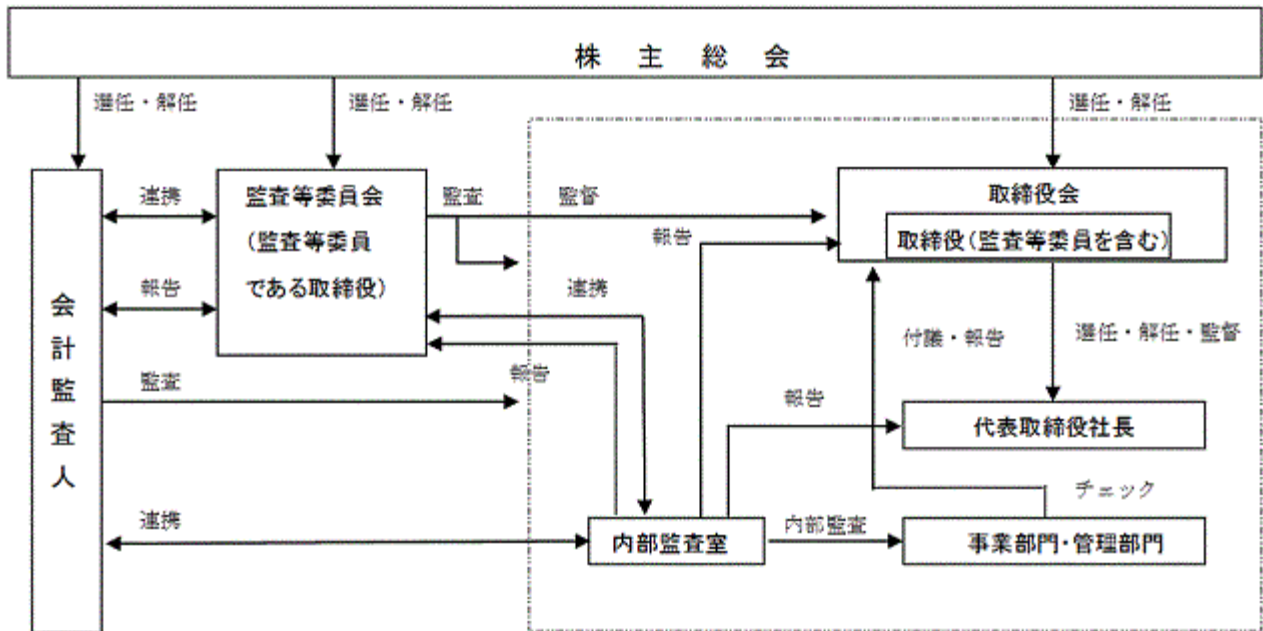 株主総会
選任・解任
選任・解任
選任・解任
連携
監査等委員会
(監査等委員
である取締役)
監査
監督
取締役会
取締役(監査等委員を含む)
報告
報告
連携
会計監査人
付議・報告
選任・解任・監督
監査
報告
報告
代表取締役社長
チェック
連携
内部監査室
内部監査
事業部門・管理部門